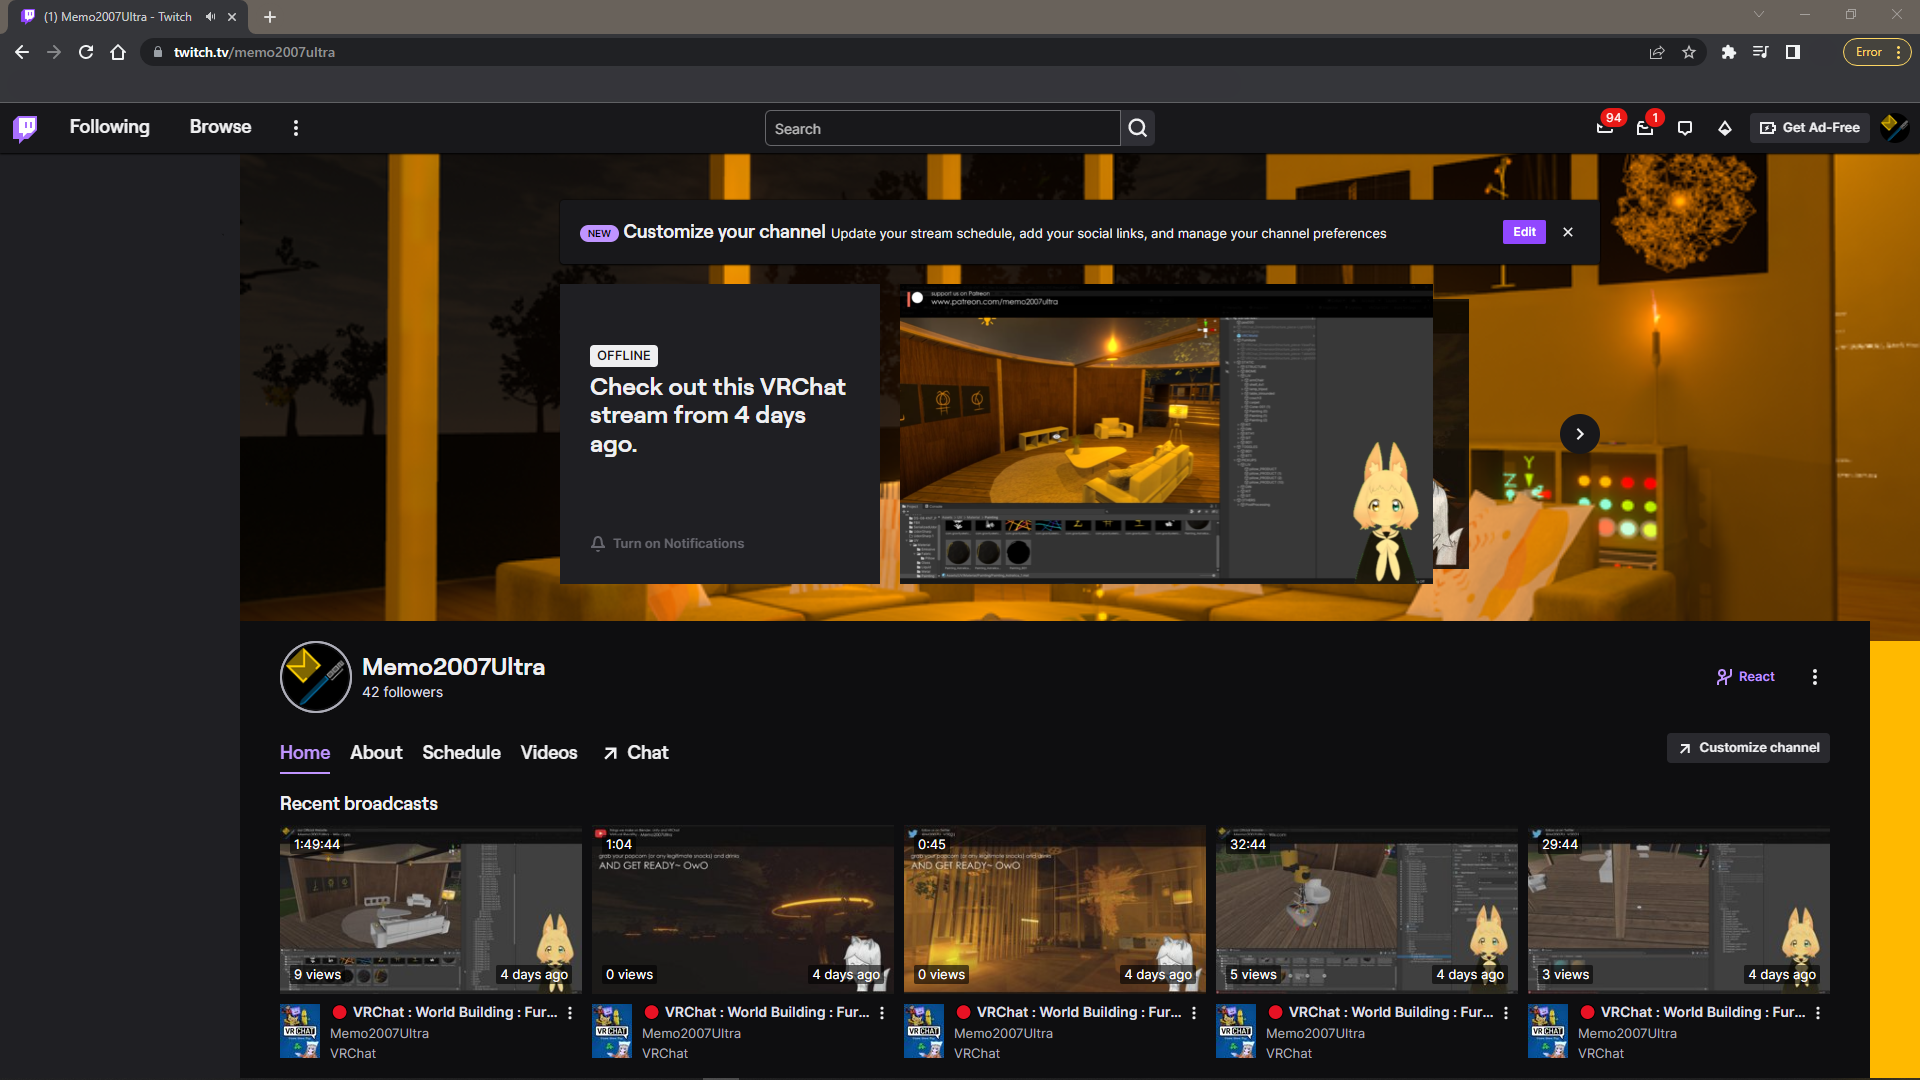 (1) Memo2007Ultra - Twitch
twitch.tv/memo2007ultra
Error
Following
Browse
Search
94
1
Get Ad-Free
NEW
Customize your channel
Update your stream schedule, add your social links, and manage your channel preferences
Edit
OFFLINE
Check out this VRChat
stream from 4 days
ago.
Turn on Notifications
support us on Patreon
www.patreon.com/memo2007ultra
Memo2007Ultra
42 followers
React
Home
About
Schedule
Videos
Chat
Customize channel
Recent broadcasts
1:49:44
9 views
4 days ago
VRChat : World Building : Fur...
Memo2007Ultra
VRChat
1:04
grab your popcorn (or any legitimate snacks) and drinks
AND GET READY~ OwO
0 views
4 days ago
VRChat : World Building : Fur...
Memo2007Ultra
VRChat
0:45
grab your popcorn (or any legitimate snacks) and drinks
AND GET READY~ OwO
0 views
4 days ago
VRChat : World Building : Fur...
Memo2007Ultra
VRChat
32:44
5 views
4 days ago
VRChat : World Building : Fur...
Memo2007Ultra
VRChat
29:44
3 views
4 days ago
VRChat : World Building : Fur...
Memo2007Ultra
VRChat